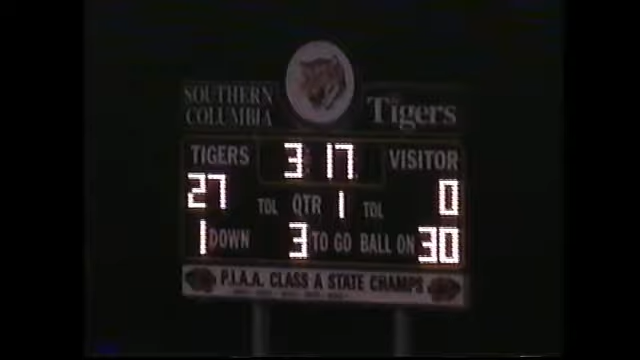 SOUTHERN
COLUMBIA
Tigers
TIGERS 3 17 VISITOR
27 TOL QTR 1 TOL 0
1 DOWN 3 TO GO BALL ON 30
P.I.A.A. CLASS A STATE CHAMPS